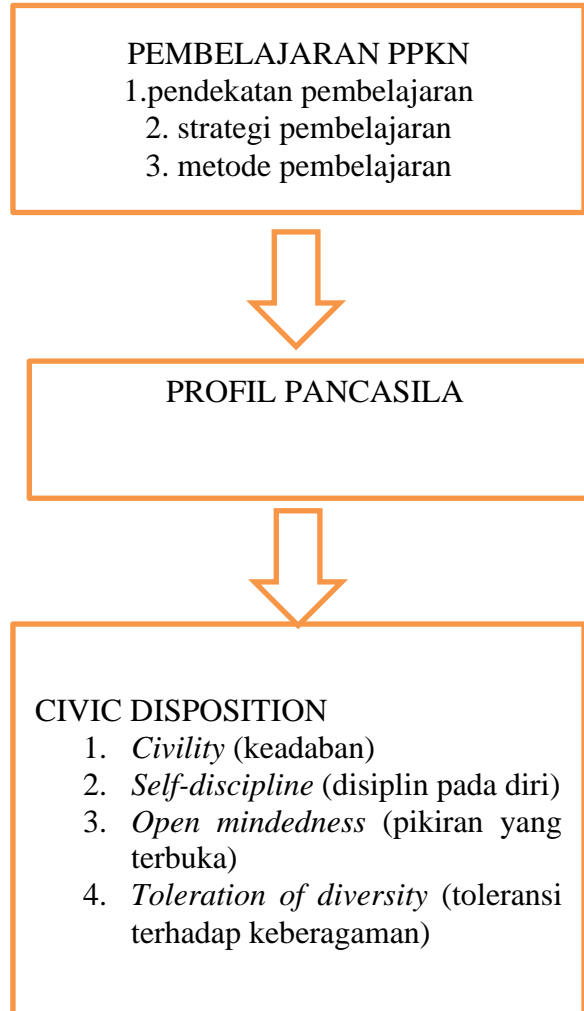 PEMBELAJARAN PPKN
1.pendekatan pembelajaran
2. strategi pembelajaran
3. metode pembelajaran
PROFIL PANCASILA
CIVIC DISPOSITION
1. Civility (keadaban)
2. Self-discipline (disiplin pada diri)
3. Open mindedness (pikiran yang
terbuka)
4. Toleration of diversity (toleransi
terhadap keberagaman)